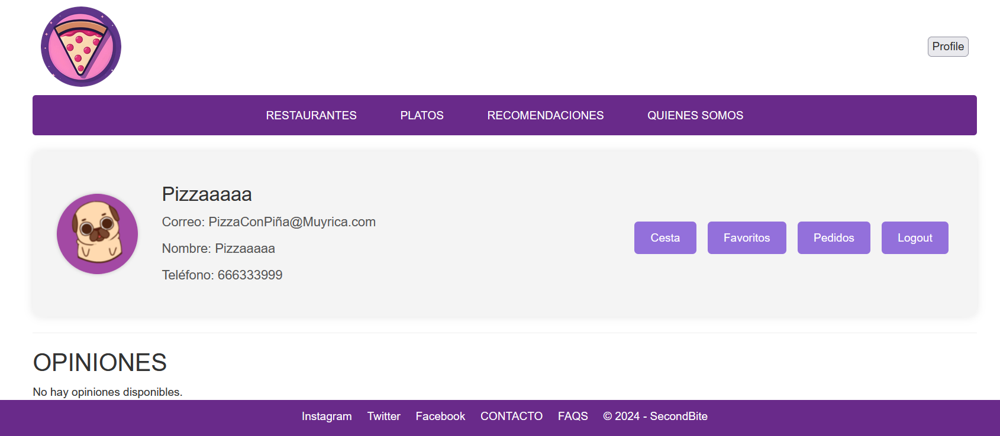 Profile
RESTAURANTES PLATOS RECOMENDACIONES QUIENES SOMOS
Pizzaaaaa
Correo: PizzaConPiña@Muyrica.com
Nombre: Pizzaaaaa
Teléfono: 666333999
Cesta Favoritos Pedidos Logout
OPINIONES
No hay opiniones disponibles.
Instagram Twitter Facebook CONTACTO FAQS © 2024 - SecondBite